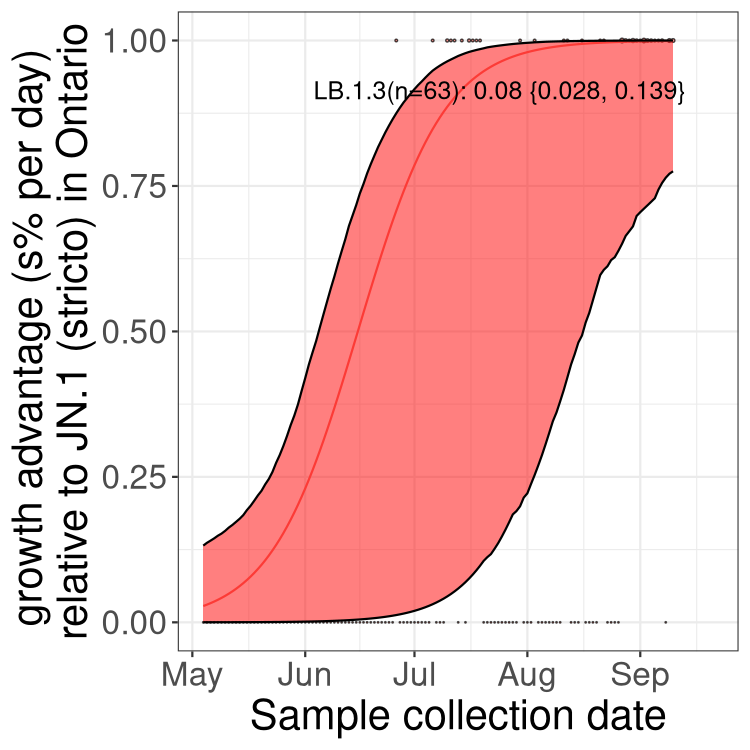 growth advantage (s% per day)
relative to JN.1 (stricto) in Ontario
1.00
0.75
0.50
0.25
0.00
LB.1.3(n=63): 0.08 {0.028, 0.139}
May Jun Jul Aug Sep
Sample collection date